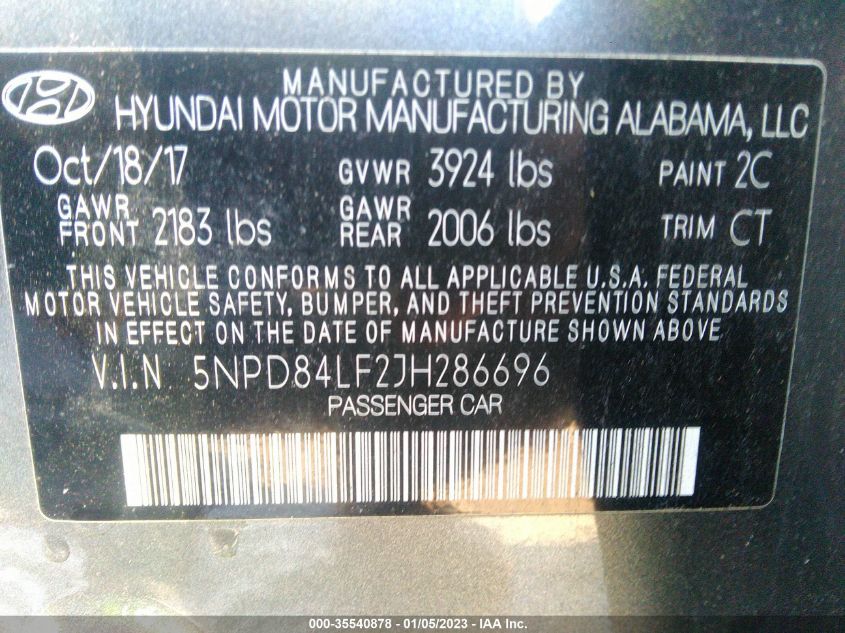 MANUFACTURED BY
HYUNDAI MOTOR MANUFACTURING ALABAMA, LLC
Oct/18/17 GVWR 3924 lbs PAINT 2C
GAWR FRONT 2183 lbs GAWR REAR 2006 lbs TRIM CT
THIS VEHICLE CONFORMS TO ALL APPLICABLE U.S.A. FEDERAL
MOTOR VEHICLE SAFETY, BUMPER, AND THEFT PREVENTION STANDARDS
IN EFFECT ON THE DATE OF MANUFACTURE SHOWN ABOVE
V.I.N 5NPD84LF2JH286696
PASSENGER CAR
000-35540878 - 01/05/2023 - IAA Inc.